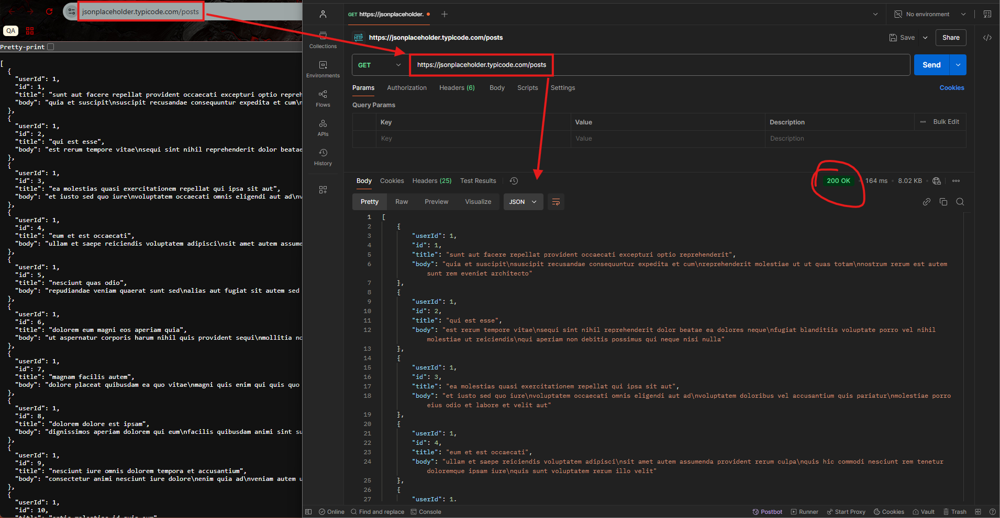 jsonplaceholder.typicode.com/posts
QA
Pretty-print
[
{
"userId": 1,
"id": 1,
"title": "sunt aut facere repellat provident occaecati excepturi optio
"body": "quia et suscipit\nsuscipit recusandae consequuntur expedita et cum\n
},
{
"userId": 1,
"id": 2,
"title": "qui est esse",
"body": "est rerum tempore vitae\nsequi sint nihil reprehenderit dolor beatae
},
{
"userId": 1,
"id": 3,
"title": "ea molestias quasi exercitationem repellat qui ipsa sit aut",
"body": "et iusto sed quo iure\nvoluptatem occaecati omnis eligendi aut ad\n
},
{
"userId": 1,
"id": 4,
"title": "eum et est occaecati",
"body": "ullam et saepe reiciendis voluptatem adipisci\nsit amet autem assume
},
{
"userId": 1,
"id": 5,
"title": "nesciunt quas odio",
"body": "repudiandae veniam quaerat sunt sed\nalias aut fugiat sit autem sed
},
{
"userId": 1,
"id": 6,
"title": "dolorem eum magni eos aperiam quia",
"body": "ut aspernatur corporis harum nihil quis provident sequi\nmollitia
},
{
"userId": 1,
"id": 7,
"title": "magnam facilis autem",
"body": "dolore placeat quibusdam ea quo vitae\nmagni quis enim qui quis quo
},
{
"userId": 1,
"id": 8,
"title": "dolorem dolore est ipsam",
"body": "dignissimos aperiam dolorem qui eum\nfacilis quibusdam animi sint
},
{
"userId": 1,
"id": 9,
"title": "nesciunt iure omnis dolorem tempora et accusantium",
"body": "consectetur animi nesciunt iure dolore\nenim quia ad\nveniam autem
},
{
"userId": 1,
"id": 10,
Collections
Environments
Flows
APIs
History
GET https://jsonplaceholder.
No environment
HTTP https://jsonplaceholder.typicode.com/posts
Save
Share
GET
https://jsonplaceholder.typicode.com/posts
Send
Params Authorization Headers (6) Body Scripts Settings
Cookies
Query Params
Key Value Description Bulk Edit
Key Value Description
Body Cookies Headers (25) Test Results
200 OK 164 ms 8.02 KB
Pretty Raw Preview Visualize JSON
1 [
2 {
3 "userId": 1,
4 "id": 1,
5 "title": "sunt aut facere repellat provident occaecati excepturi optio reprehenderit",
6 "body": "quia et suscipit\nsuscipit recusandae consequuntur expedita et cum\nreprehenderit molestiae ut ut quas totam\nnostrum rerum est autem
sunt rem eveniet architecto"
7 },
8 {
9 "userId": 1,
10 "id": 2,
11 "title": "qui est esse",
12 "body": "est rerum tempore vitae\nsequi sint nihil reprehenderit dolor beatae ea dolores neque\nfugiat blanditiis voluptate porro vel nihil
molestiae ut reiciendis\nqui aperiam non debitis possimus qui neque nisi nulla"
13 },
14 {
15 "userId": 1,
16 "id": 3,
17 "title": "ea molestias quasi exercitationem repellat qui ipsa sit aut",
18 "body": "et iusto sed quo iure\nvoluptatem occaecati omnis eligendi aut ad\nvoluptatem doloribus vel accusantium quis pariatur\nmolestiae porro
eius odio et labore et velit aut"
19 },
20 {
21 "userId": 1,
22 "id": 4,
23 "title": "eum et est occaecati",
24 "body": "ullam et saepe reiciendis voluptatem adipisci\nsit amet autem assumenda provident rerum culpa\nquis hic commodi nesciunt rem tenetur
doloremque ipsam iure\nquis sunt voluptatem rerum illo velit"
25 },
26 {
27 "userId": 1,
Online Find and replace Console
Postbot Runner Start Proxy Cookies Vault Trash